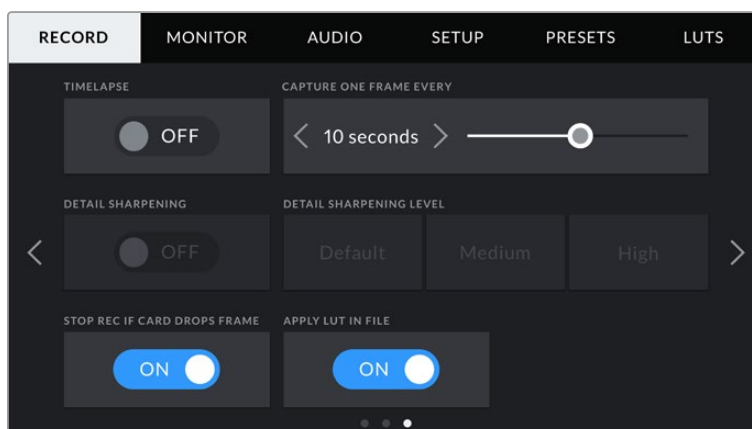 RECORD MONITOR AUDIO SETUP PRESETS LUTS
TIMELAPSE CAPTURE ONE FRAME EVERY
OFF 10 seconds
DETAIL SHARPENING DETAIL SHARPENING LEVEL
OFF Default Medium High
STOP REC IF CARD DROPS FRAME APPLY LUT IN FILE
ON ON